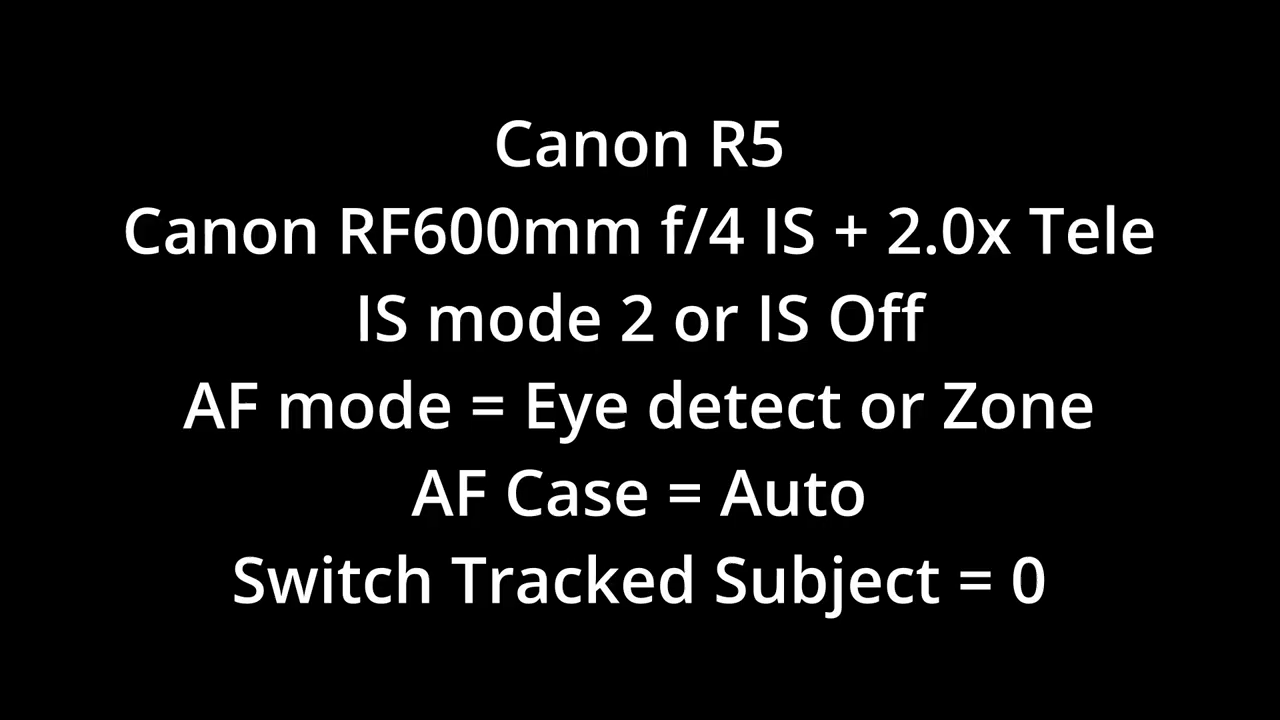 Canon R5
Canon RF600mm f/4 IS + 2.0x Tele
IS mode 2 or IS Off
AF mode = Eye detect or Zone
AF Case = Auto
Switch Tracked Subject = 0